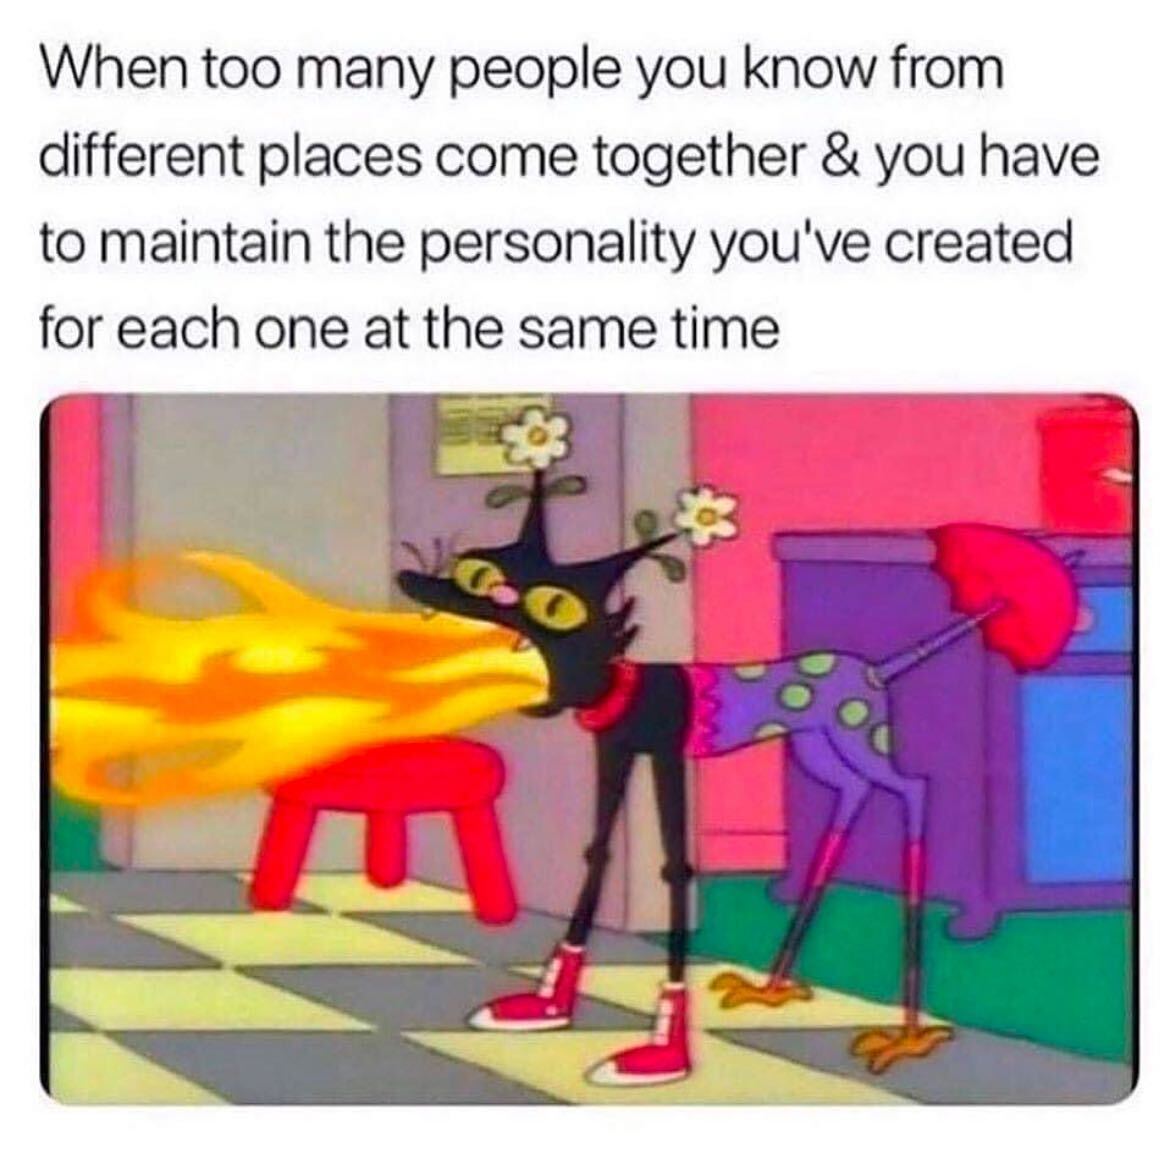 When too many people you know from
different places come together & you have
to maintain the personality you've created
for each one at the same time